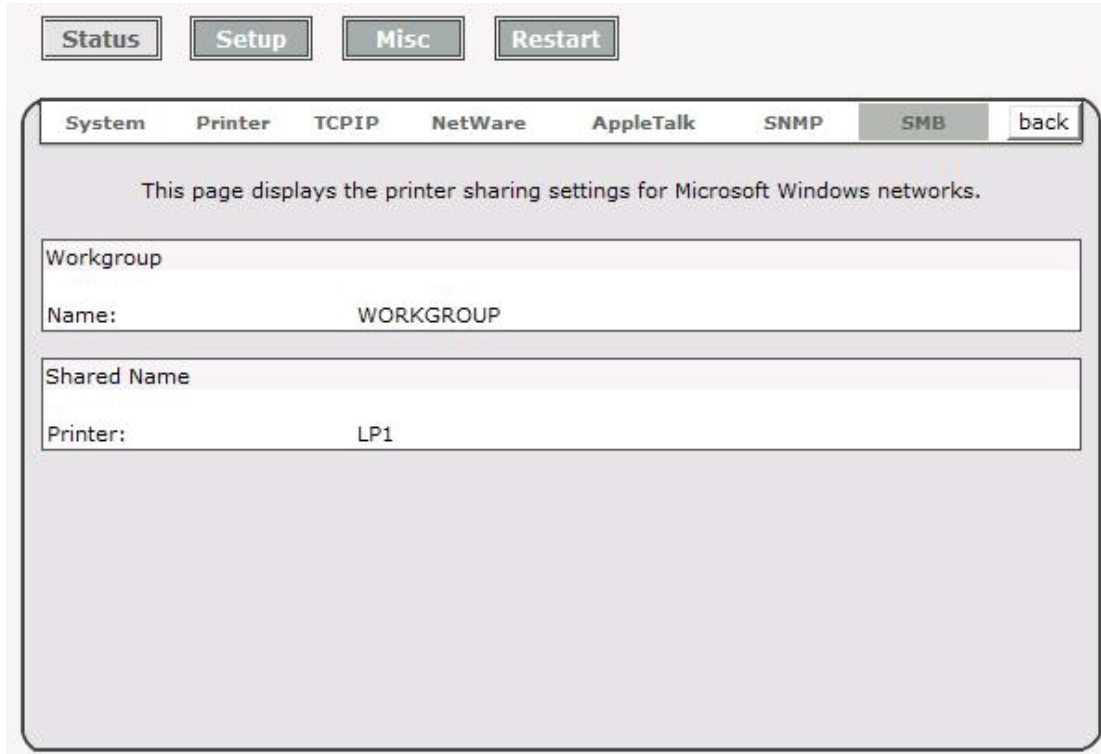 Status Setup Misc Restart
System Printer TCPIP NetWare AppleTalk SNMP SMB back
This page displays the printer sharing settings for Microsoft Windows networks.
Workgroup
Name: WORKGROUP
Shared Name
Printer: LP1